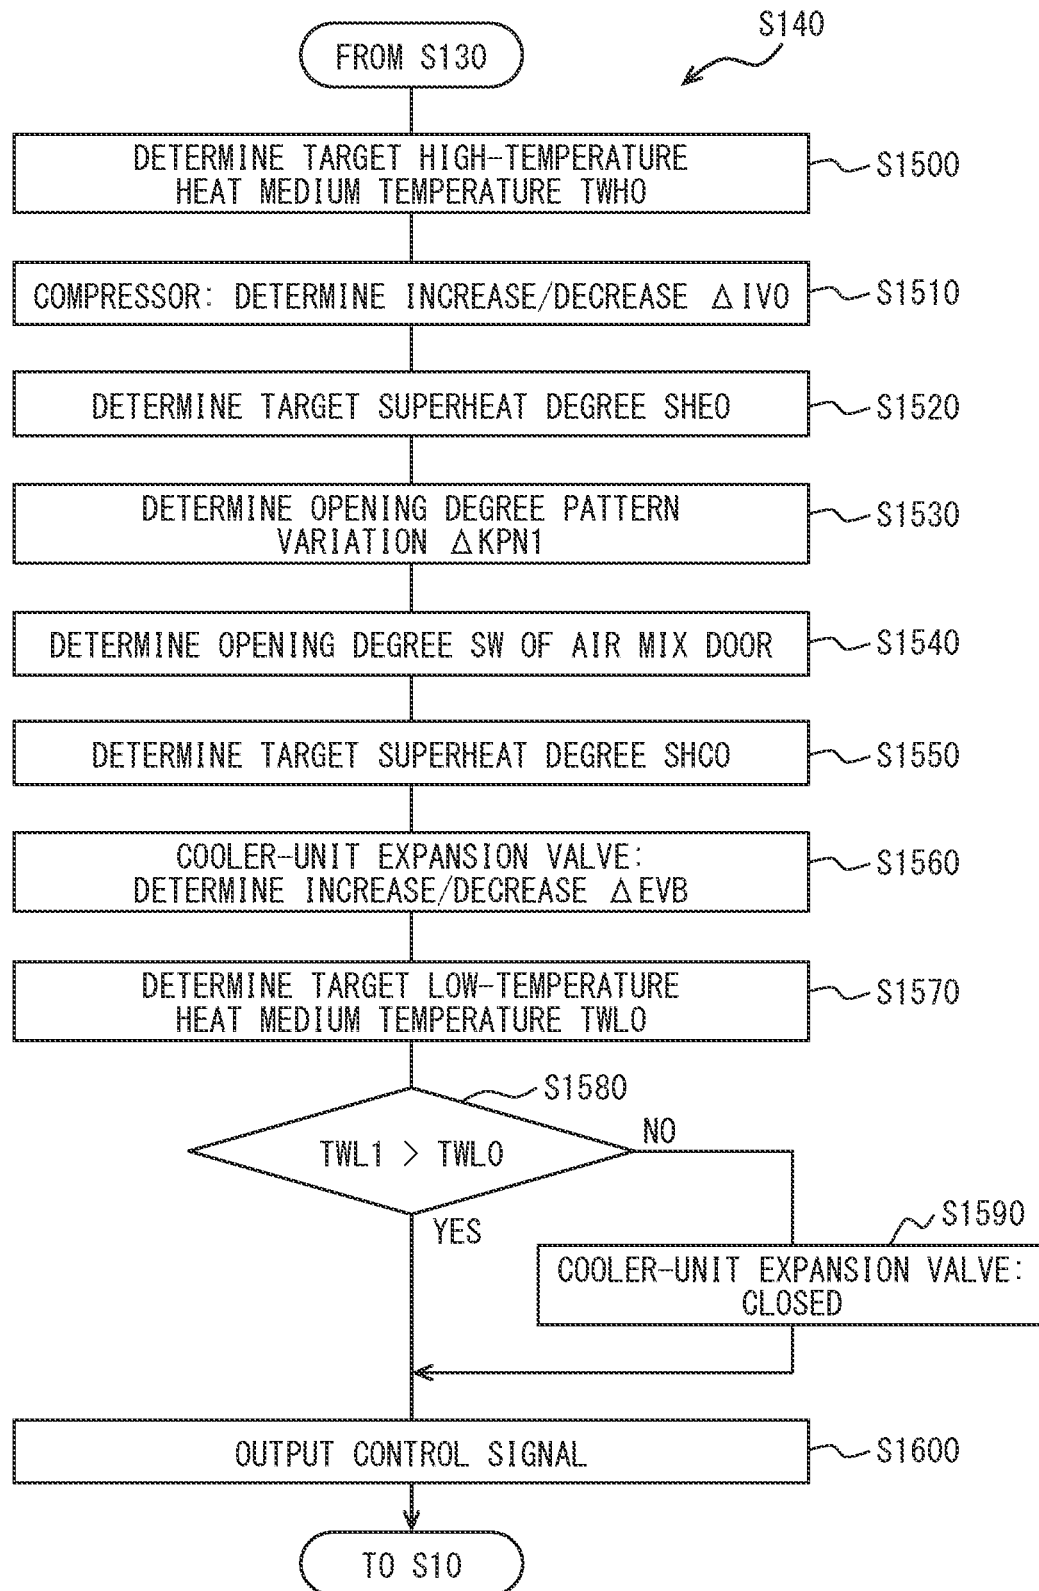 S140
FROM S130
DETERMINE TARGET HIGH-TEMPERATURE
HEAT MEDIUM TEMPERATURE TWHO
S1500
COMPRESSOR: DETERMINE INCREASE/DECREASE △IVO
S1510
DETERMINE TARGET SUPERHEAT DEGREE SHEO
S1520
DETERMINE OPENING DEGREE PATTERN
VARIATION △KPN1
S1530
DETERMINE OPENING DEGREE SW OF AIR MIX DOOR
S1540
DETERMINE TARGET SUPERHEAT DEGREE SHCO
S1550
COOLER-UNIT EXPANSION VALVE:
DETERMINE INCREASE/DECREASE △EVB
S1560
DETERMINE TARGET LOW-TEMPERATURE
HEAT MEDIUM TEMPERATURE TWLO
S1570
S1580
TWL1 > TWLO
NO
YES
S1590
COOLER-UNIT EXPANSION VALVE:
CLOSED
OUTPUT CONTROL SIGNAL
S1600
TO S10